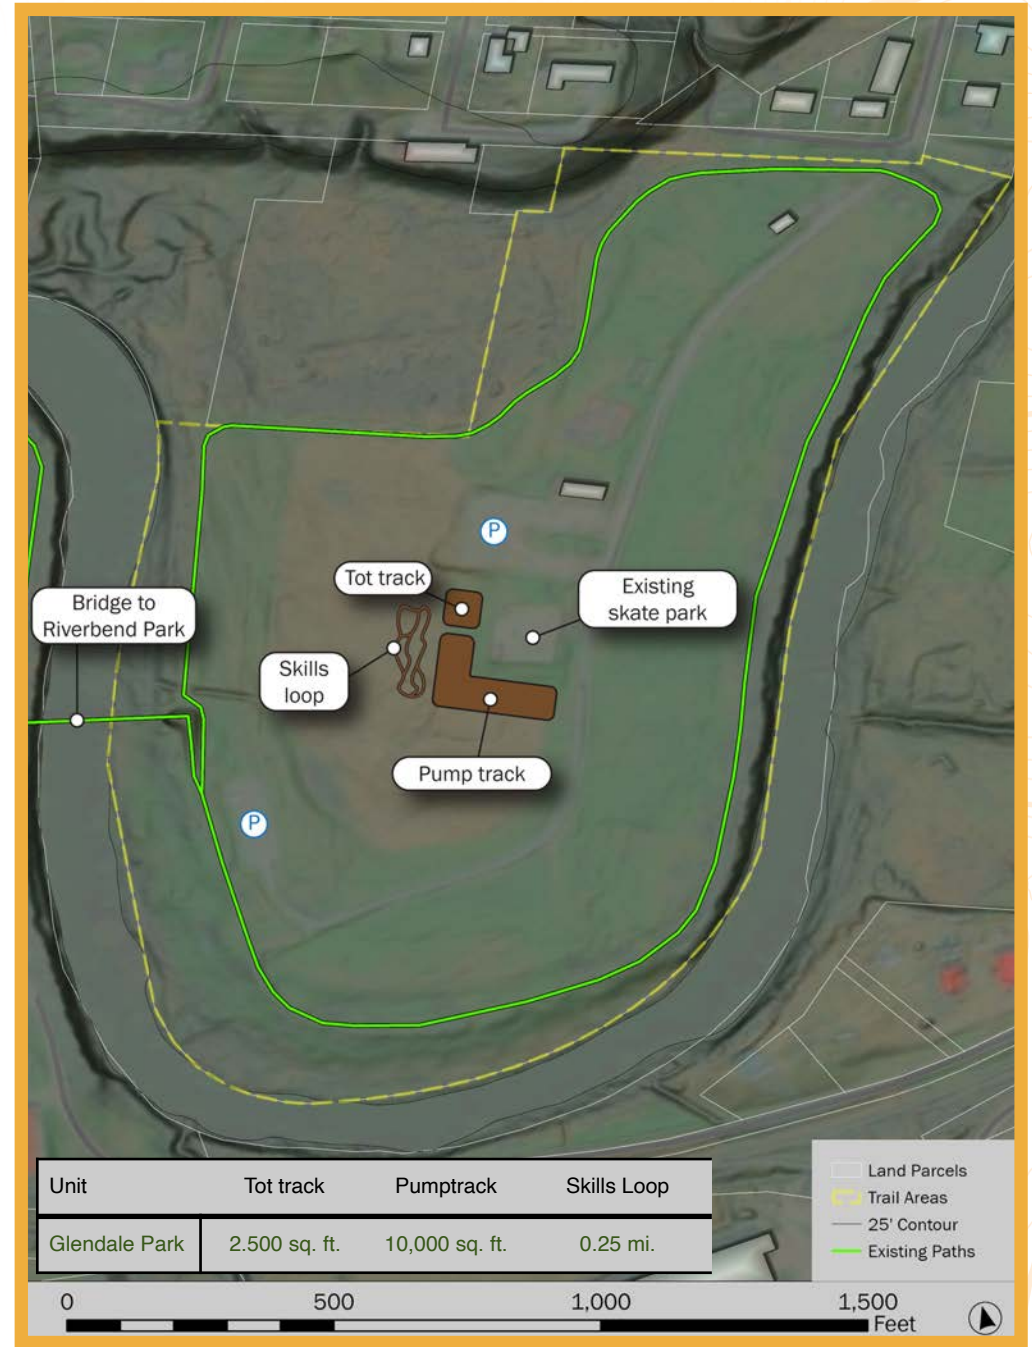 P
Tot track
Existing
skate park
Bridge to
Riverbend Park
Skills
loop
Pump track
P
Unit Tot track Pumptrack Skills Loop
Glendale Park 2.500 sq. ft. 10,000 sq. ft. 0.25 mi.
Land Parcels
Trail Areas
25' Contour
Existing Paths
0 500 1,000 1,500
Feet